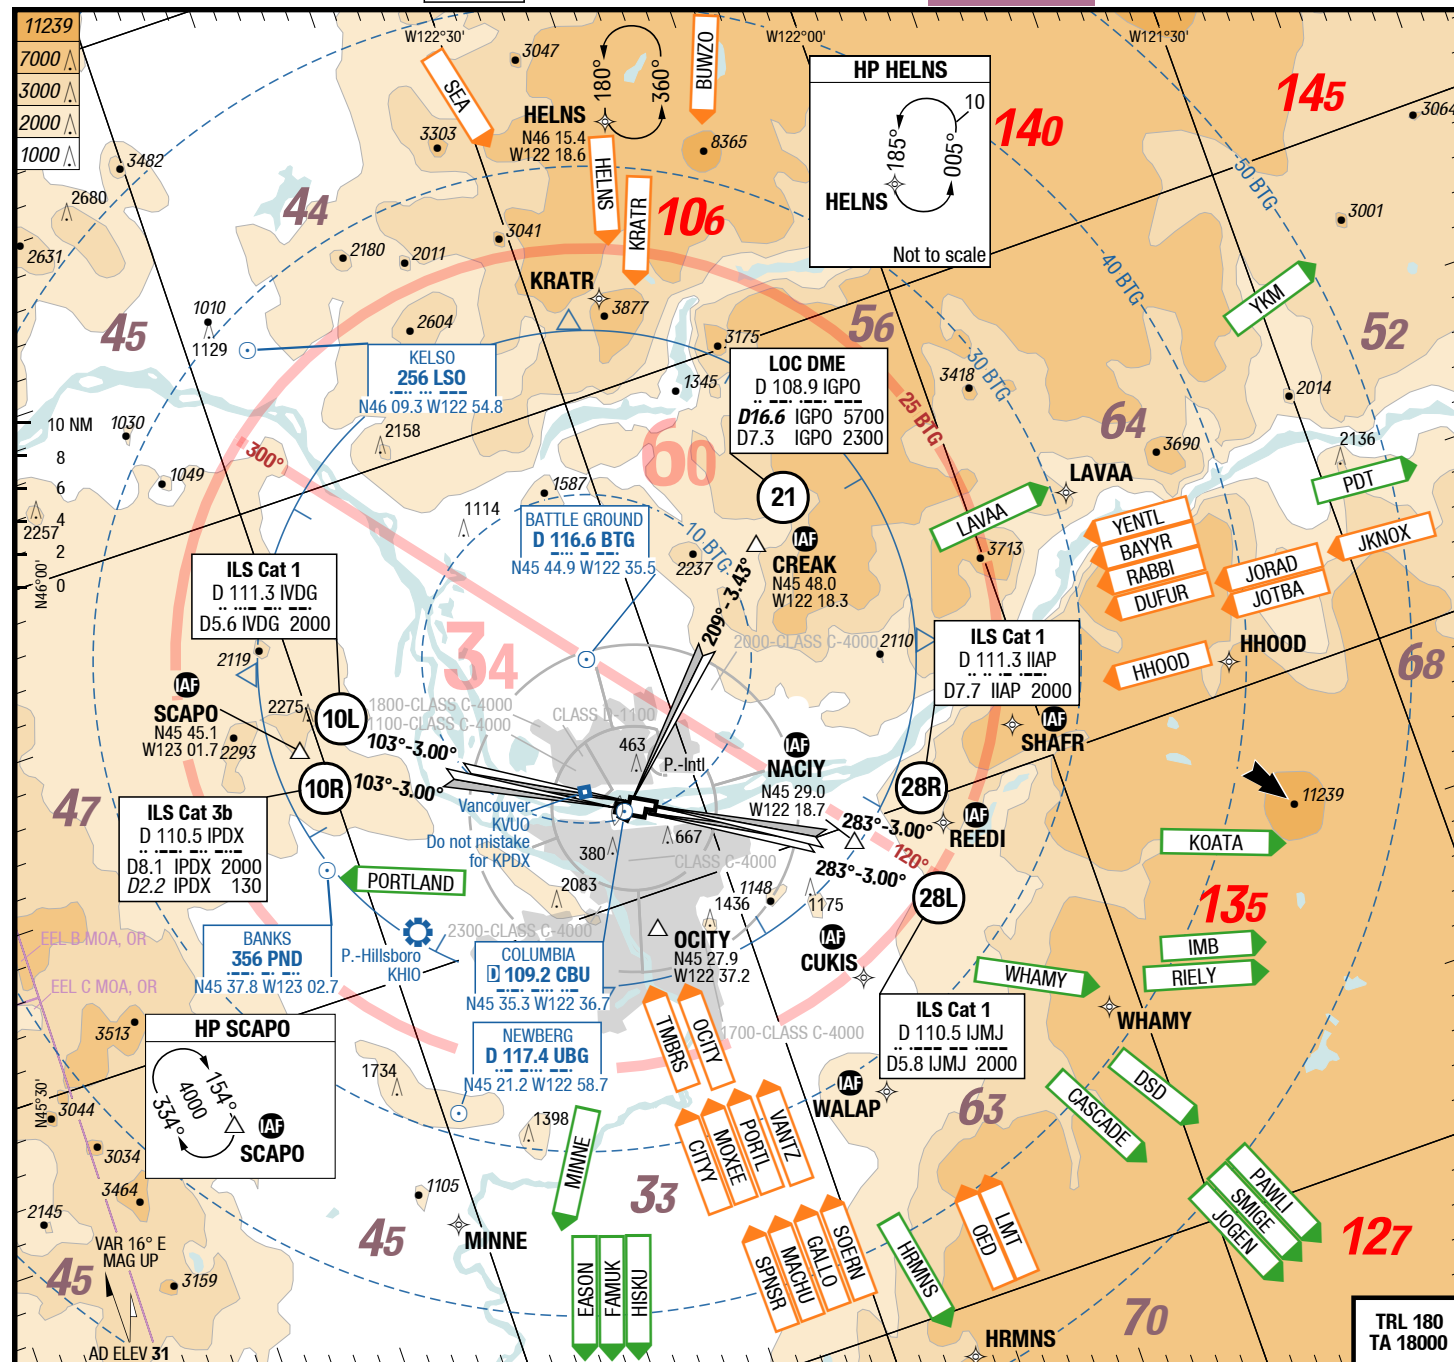 11239
7000
3000
2000
1000
W122°30'
W122°00'
W121°30'
3047
SEA
180°
360°
BUWZO
HELNS
N46 15.4
W122 18.6
HP HELNS
10
185°
005°
HELNS
Not to scale
140
145
3064
3303
8365
3482
2680
2631
44
HELNS
KRATR
106
50 BTG
3001
3041
2180
2011
40 BTG
YKM
KRATR
3877
1010
1129
45
2604
3175
56
52
KELSO
256 LSO
N46 09.3 W122 54.8
LOC DME
D 108.9 IGPO
D16.6 IGPO 5700
D7.3 IGPO 2300
30 BTG
3418
1345
2014
25 BTG
64
10 NM
8
6
4
2
0
1030
2158
300°
60
3690
2136
1049
LAVAA
PDT
1587
21
2257
1114
BATTLE GROUND
D 116.6 BTG
N45 44.9 W122 35.5
10 BTG
LAVAA
YENTL
BAYYR
RABBI
DUFUR
JKNOX
JORAD
JOTBA
IAF
CREAK
N45 48.0
W122 18.3
3713
2237
N46°00'
ILS Cat 1
D 111.3 IVDG
D5.6 IVDG 2000
209°-3.43°
2000-CLASS C-4000
2110
ILS Cat 1
D 111.3 IIAP
D7.7 IIAP 2000
HHOOD
HHOOD
68
2119
34
IAF
SCAPO
N45 45.1
W123 01.7
2275
2293
10L
1800-CLASS C-4000
1100-CLASS C-4000
CLASS D-1100
103°-3.00°
463
P.-Intl
IAF
NACIY
N45 29.0
W122 18.7
IAF
SHAFR
10R
103°-3.00°
28R
11239
47
ILS Cat 3b
D 110.5 IPDX
D8.1 IPDX 2000
D2.2 IPDX 130
Vancouver
KVUO
Do not mistake
for KPDX
667
380
CLASS C-4000
283°-3.00°
120°
283°-3.00°
IAF
REEDI
KOATA
PORTLAND
2083
1148
1436
1175
28L
135
EEL B MOA, OR
EEL C MOA, OR
BANKS
356 PND
N45 37.8 W123 02.7
P.-Hillsboro
KHIO
2300-CLASS C-4000
COLUMBIA
D 109.2 CBU
N45 35.3 W122 36.7
OCITY
N45 27.9
W122 37.2
IAF
CUKIS
WHAMY
IMB
RIELY
WHAMY
3513
HP SCAPO
154°
4000
334°
IAF
SCAPO
NEWBERG
D 117.4 UBG
N45 21.2 W122 58.7
TMBRS
OCITY
1700-CLASS C-4000
ILS Cat 1
D 110.5 IJMJ
D5.8 IJMJ 2000
1734
IAF
WALAP
63
CASCADE
DSD
N45°30'
3044
3034
3464
2145
1398
MINNE
CITYY
MOXEE
PORTL
VANTZ
1105
33
MINNE
45
PAWLI
SMIGE
JOGEN
127
VAR 16° E
MAG UP
45
3159
EASON
FAMUK
HISKU
SPNSR
MACHU
GALLO
SOERN
HRMNS
OED
LMT
HRMNS
70
AD ELEV 31
TRL 180
TA 18000